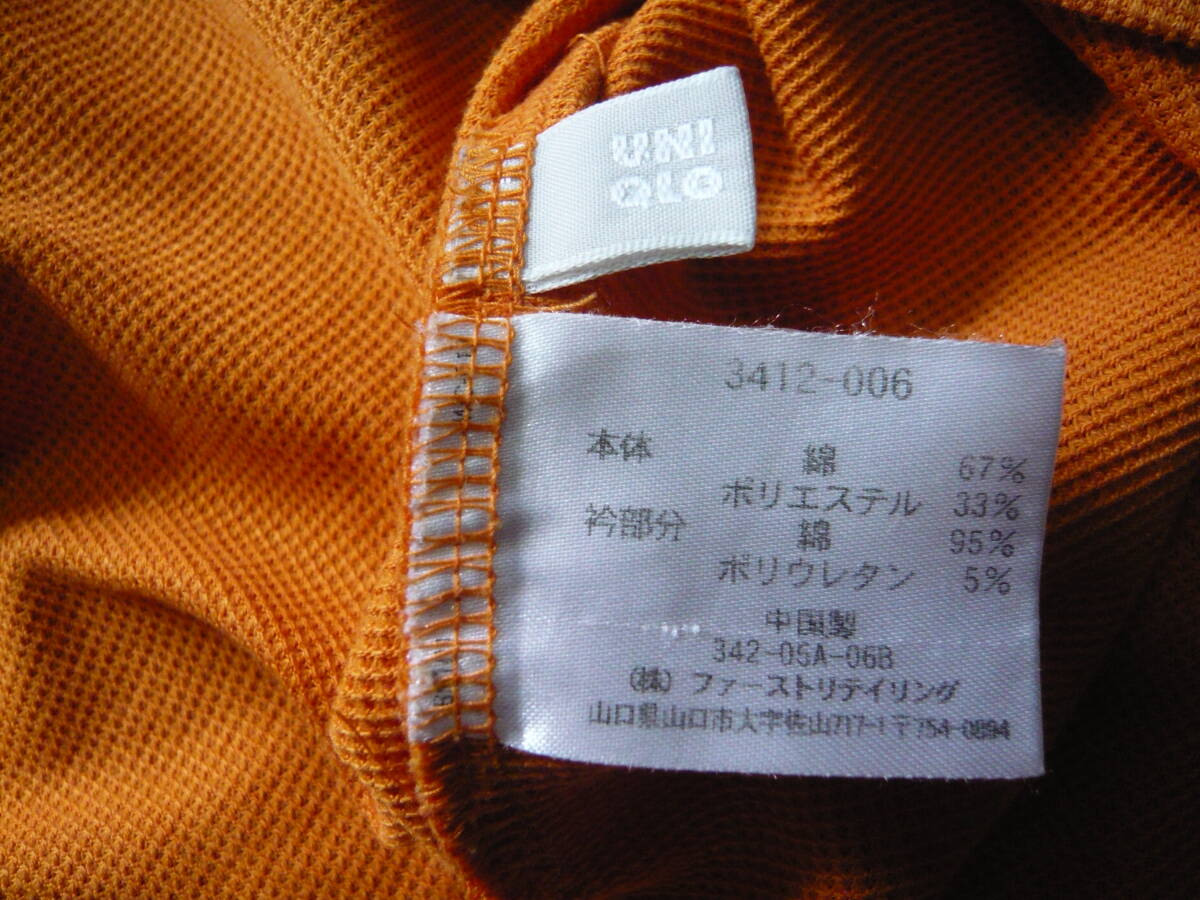 UNI
QLO
3412-006
本体 綿 67%
ポリエステル 33%
衿部分 綿 95%
ポリウレタン 5%
中国製
342-05A-06B
(株) ファーストリテイリング
山口県山口市大字佐山717-1〒754-0894